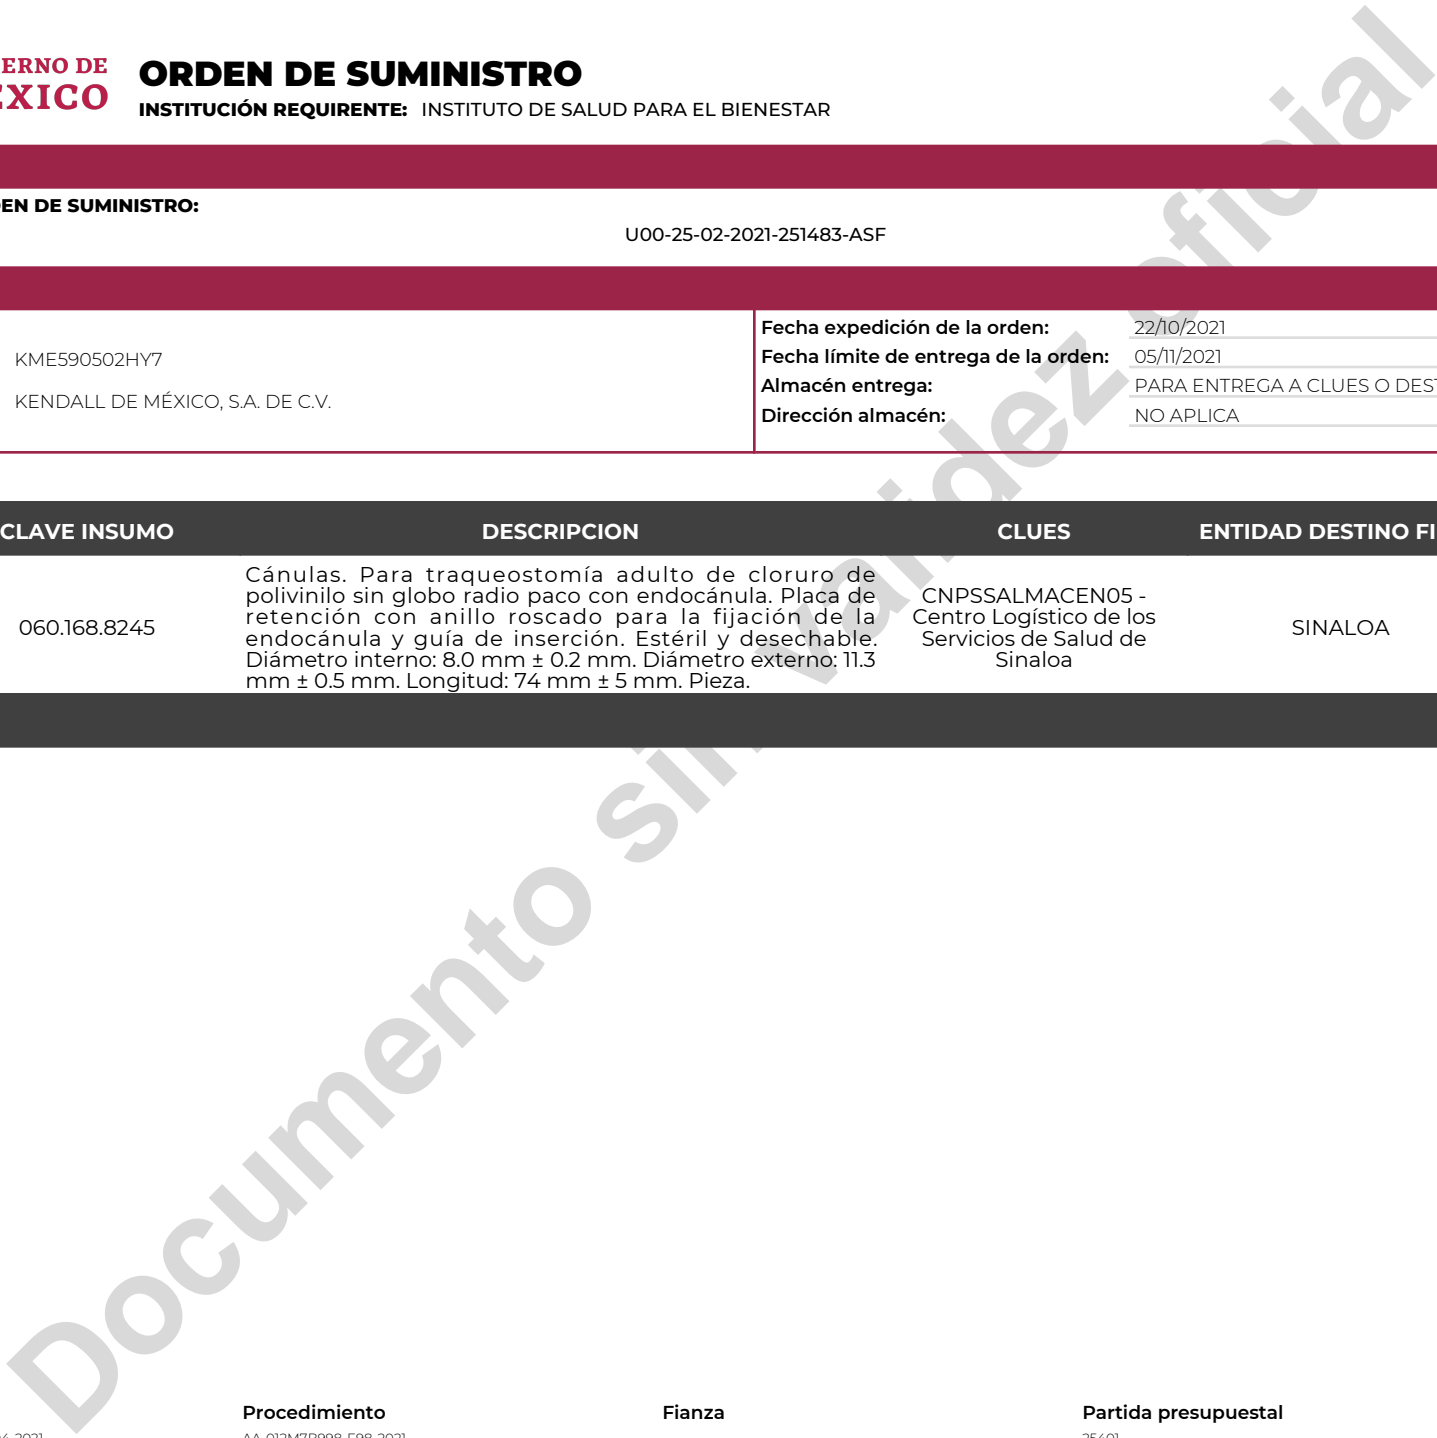 ERNO DE
ÉXICO
ORDEN DE SUMINISTRO
INSTITUCIÓN REQUIRENTE: INSTITUTO DE SALUD PARA EL BIENESTAR
EN DE SUMINISTRO:
U00-25-02-2021-251483-ASF
KME590502HY7
KENDALL DE MÉXICO, S.A. DE C.V.
Fecha expedición de la orden: 22/10/2021
Fecha límite de entrega de la orden: 05/11/2021
Almacén entrega: PARA ENTREGA A CLUES O DEST
Dirección almacén: NO APLICA
CLAVE INSUMO DESCRIPCION CLUES ENTIDAD DESTINO FI
060.168.8245
Cánulas. Para traqueostomía adulto de cloruro de
polivinilo sin globo radio paco con endocánula. Placa de
retención con anillo roscado para la fijación de la
endocánula y guía de inserción. Estéril y desechable.
Diámetro interno: 8.0 mm ± 0.2 mm. Diámetro externo: 11.3
mm ± 0.5 mm. Longitud: 74 mm ± 5 mm. Pieza.
CNPSSALMACEN05 -
Centro Logístico de los
Servicios de Salud de
Sinaloa
SINALOA
Documento sin validez oficial
Procedimiento Fianza Partida presupuestal